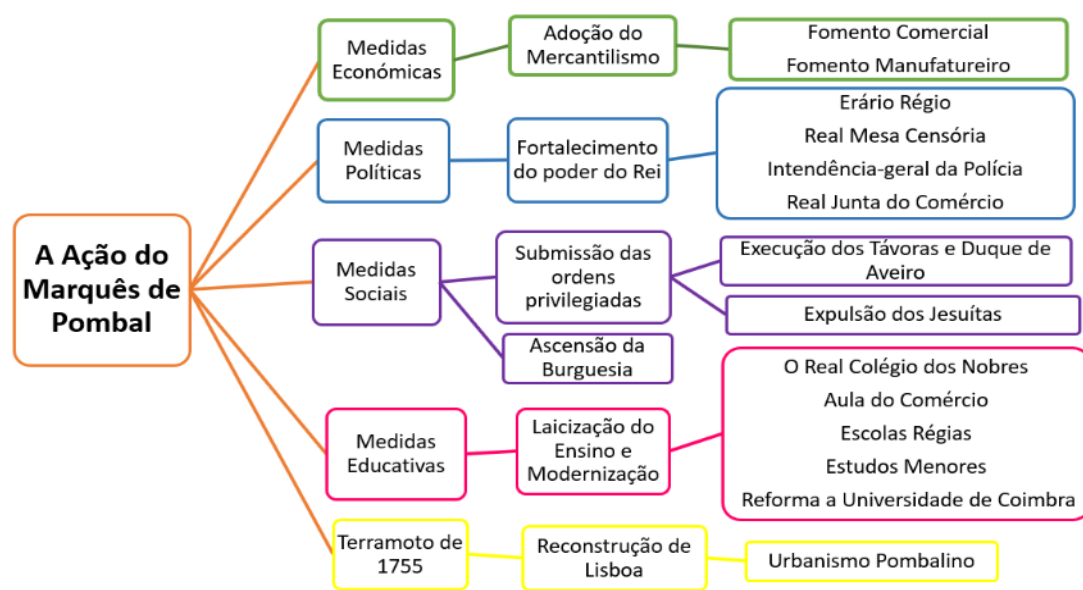 A Ação do
Marquês de
Pombal
Medidas
Económicas
Adoção do
Mercantilismo
Fomento Comercial
Fomento Manufatureiro
Medidas
Políticas
Fortalecimento
do poder do Rei
Erário Régio
Real Mesa Censória
Intendência-geral da Polícia
Real Junta do Comércio
Medidas
Sociais
Submissão das
ordens
privilegiadas
Execução dos Távoras e Duque de
Aveiro
Expulsão dos Jesuítas
Ascensão da
Burguesia
Medidas
Educativas
Laicização do
Ensino e
Modernização
O Real Colégio dos Nobres
Aula do Comércio
Escolas Régias
Estudos Menores
Reforma a Universidade de Coimbra
Terramoto de
1755
Reconstrução de
Lisboa
Urbanismo Pombalino